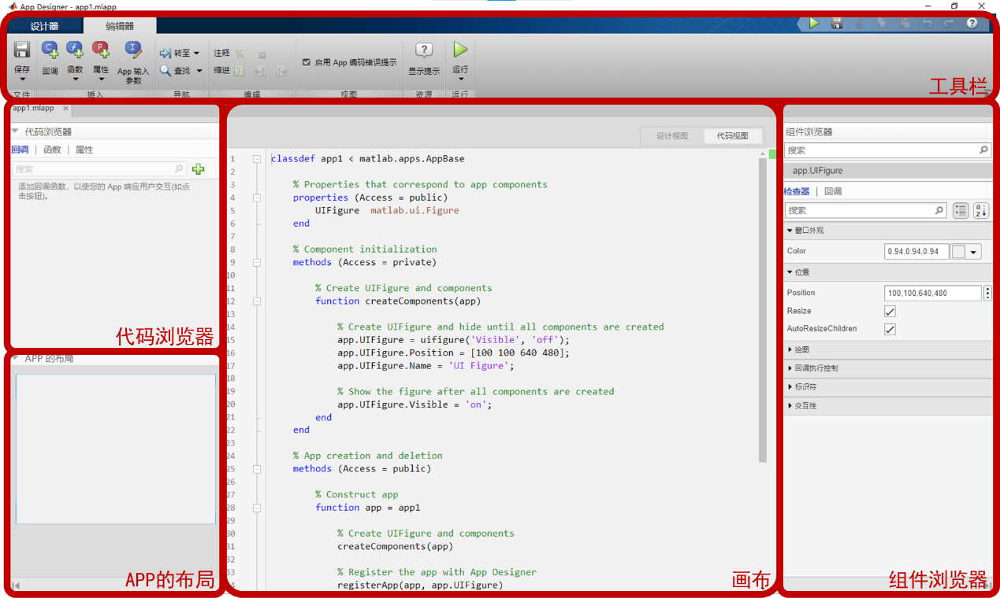 App Designer - app1.mlapp
设计器 编辑器
保存 回调 函数 属性 App 输入参数 转至 查找 注释 缩进 启用 App 编码错误提示 显示提示 运行
文件 插入 导航 编辑 视图 资源 运行
工具栏
app1.mlapp ×
代码浏览器
回调 | 函数 | 属性
搜索
添加回调函数，以使您的 App 响应用户交互(如点
击按钮)。
代码浏览器
APP 的布局
APP的布局
设计视图 代码视图
1 classdef app1 < matlab.apps.AppBase
2
3 % Properties that correspond to app components
4 properties (Access = public)
5 UIFigure matlab.ui.Figure
6 end
7
8 % Component initialization
9 methods (Access = private)
10
11 % Create UIFigure and components
12 function createComponents(app)
13
14 % Create UIFigure and hide until all components are created
15 app.UIFigure = uifigure('Visible', 'off');
16 app.UIFigure.Position = [100 100 640 480];
17 app.UIFigure.Name = 'UI Figure';
18
19 % Show the figure after all components are created
20 app.UIFigure.Visible = 'on';
21 end
22 end
23
24 % App creation and deletion
25 methods (Access = public)
26
27 % Construct app
28 function app = app1
29
30 % Create UIFigure and components
31 createComponents(app)
32
33 % Register the app with App Designer
34 registerApp(app, app.UIFigure)
画布
组件浏览器
搜索
app.UIFigure
检查器 | 回调
搜索
窗口外观
Color 0.94,0.94,0.94
位置
Position 100,100,640,480
Resize
AutoResizeChildren
绘图
回调执行控制
标识符
交互性
组件浏览器